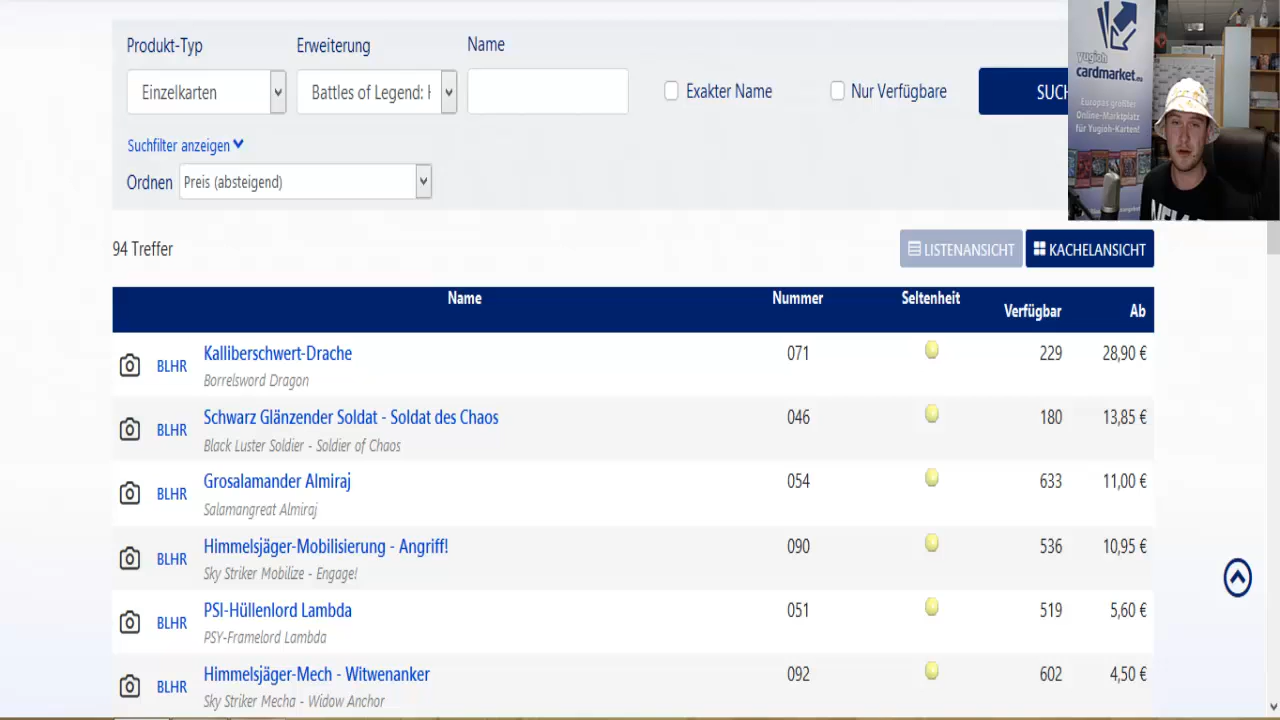 Produkt-Typ
Erweiterung
Name
Einzelkarten
Battles of Legend: H
Exakter Name
Nur Verfügbare
SUCH
Suchfilter anzeigen
Ordnen
Preis (absteigend)
yugioh
cardmarket.eu
Europas größter
Online-Marktplatz
für Yugioh-Karten!
94 Treffer
LISTENANSICHT
KACHELANSICHT
Name
Nummer
Seltenheit
Verfügbar
Ab
BLHR
Kalliberschwert-Drache
Borrelsword Dragon
071
229
28,90 €
BLHR
Schwarz Glänzender Soldat - Soldat des Chaos
Black Luster Soldier - Soldier of Chaos
046
180
13,85 €
BLHR
Grosalamander Almiraj
Salamangreat Almiraj
054
633
11,00 €
BLHR
Himmelsjäger-Mobilisierung - Angriff!
Sky Striker Mobilize - Engage!
090
536
10,95 €
BLHR
PSI-Hüllenlord Lambda
PSY-Framelord Lambda
051
519
5,60 €
BLHR
Himmelsjäger-Mech - Witwenanker
Sky Striker Mecha - Widow Anchor
092
602
4,50 €